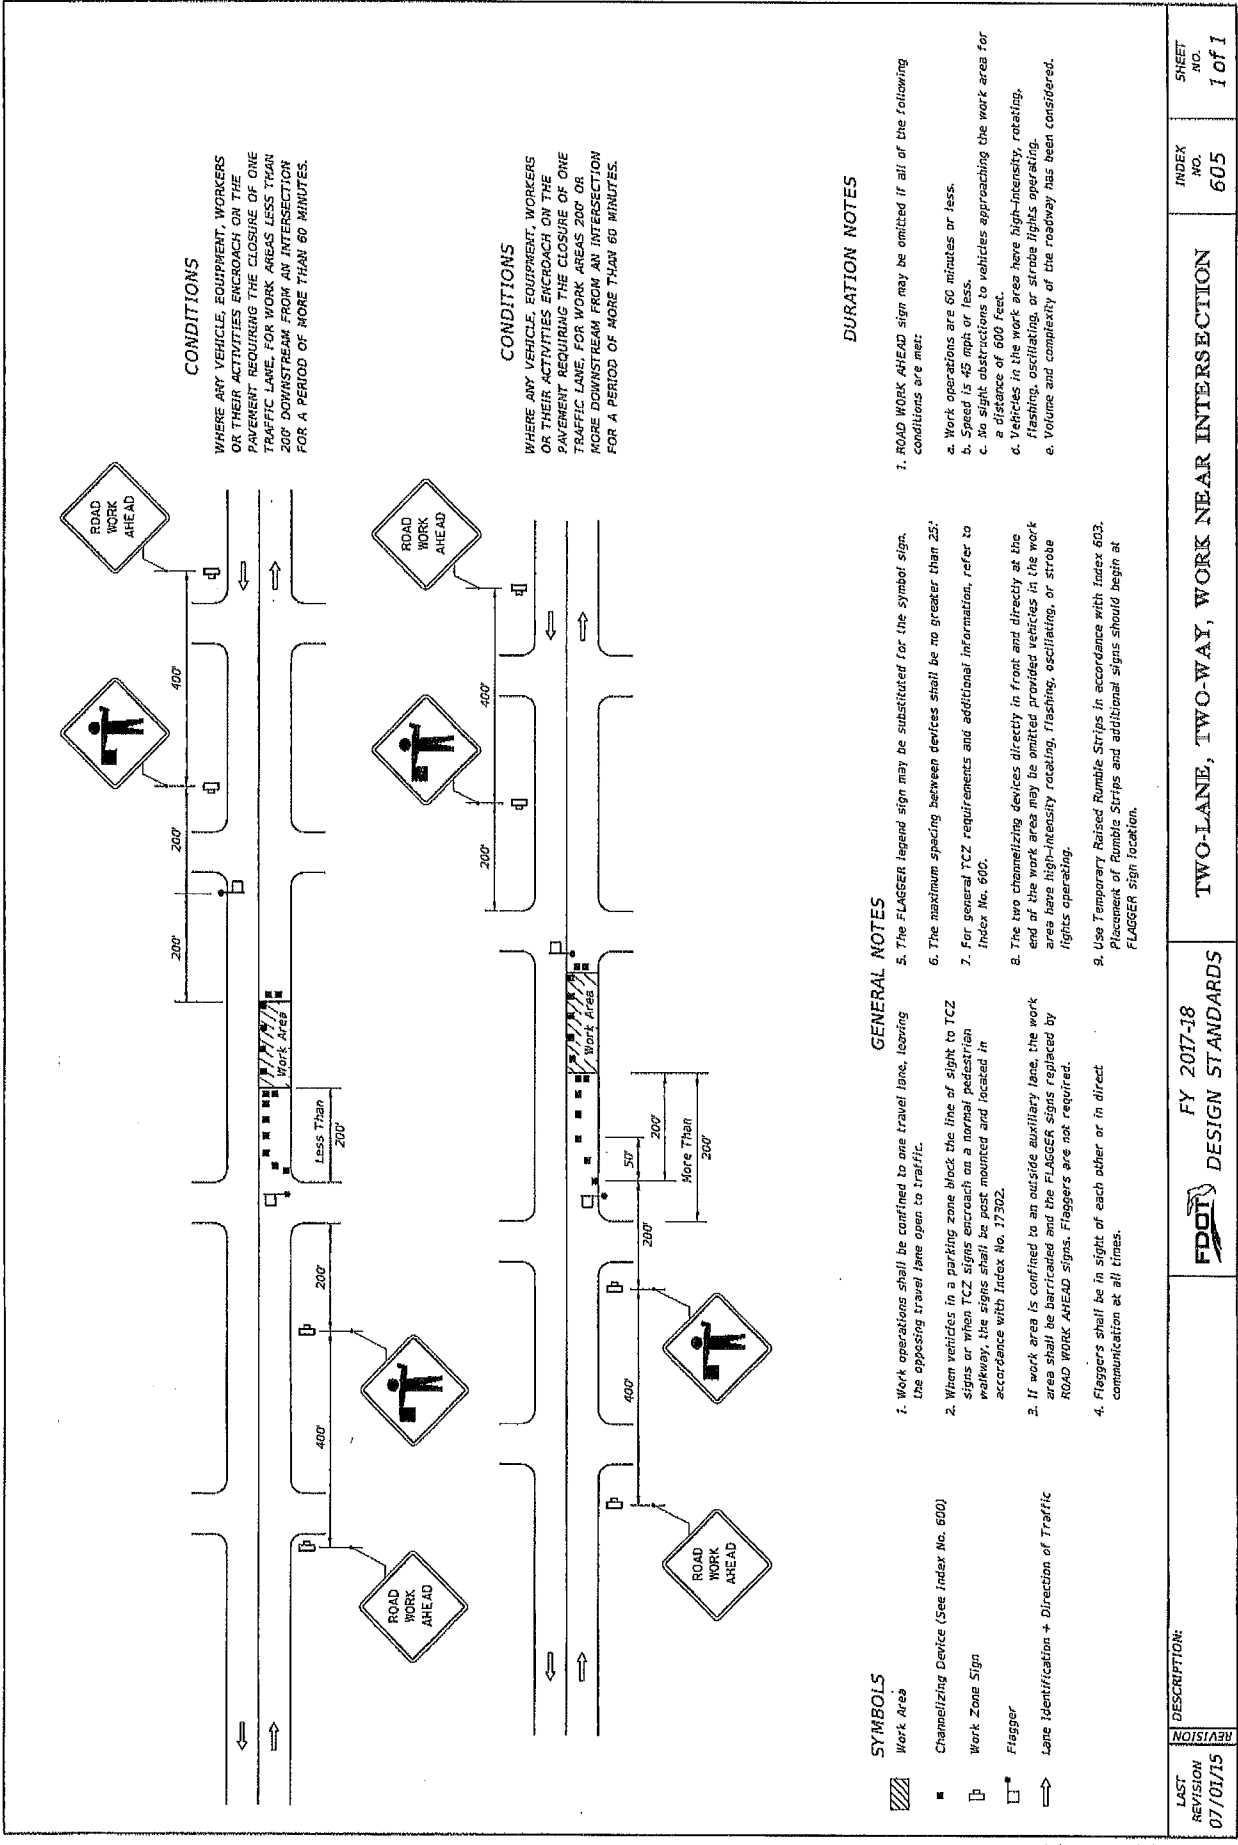 ROAD
WORK
AHEAD
400'
200'
200'
Work Area
Less Than
200'
200'
400'
ROAD
WORK
AHEAD
CONDITIONS
WHERE ANY VEHICLE, EQUIPMENT, WORKERS
OR THEIR ACTIVITIES ENCROACH ON THE
PAVEMENT REQUIRING THE CLOSURE OF ONE
TRAFFIC LANE, FOR WORK AREAS LESS THAN
200' DOWNSTREAM FROM AN INTERSECTION
FOR A PERIOD OF MORE THAN 60 MINUTES.
ROAD
WORK
AHEAD
400'
200'
Work Area
50'
200'
More Than
200'
200'
400'
ROAD
WORK
AHEAD
CONDITIONS
WHERE ANY VEHICLE, EQUIPMENT, WORKERS
OR THEIR ACTIVITIES ENCROACH ON THE
PAVEMENT REQUIRING THE CLOSURE OF ONE
TRAFFIC LANE, FOR WORK AREAS 200' OR
MORE DOWNSTREAM FROM AN INTERSECTION
FOR A PERIOD OF MORE THAN 60 MINUTES.
SYMBOLS
Work Area
Channelizing Device (See Index No. 600)
Work Zone Sign
Flagger
Lane Identification + Direction of Traffic
GENERAL NOTES
1. Work operations shall be confined to one travel lane, leaving
the opposing travel lane open to traffic.
2. When vehicles in a parking zone block the line of sight to TCZ
signs or when TCZ signs encroach on a normal pedestrian
walkway, the signs shall be post mounted and located in
accordance with Index No. 17302.
3. If work area is confined to an outside auxiliary lane, the work
area shall be barricaded and the FLAGGER signs replaced by
ROAD WORK AHEAD signs. Flaggers are not required.
4. Flaggers shall be in sight of each other or in direct
communication at all times.
5. The FLAGGER legend sign may be substituted for the symbol sign.
6. The maximum spacing between devices shall be no greater than 25'.
7. For general TCZ requirements and additional information, refer to
Index No. 600.
8. The two channelizing devices directly in front and directly at the
end of the work area may be omitted provided vehicles in the work
area have high-intensity rotating, flashing, oscillating, or strobe
lights operating.
9. Use Temporary Raised Rumble Strips in accordance with Index 603.
Placement of Rumble Strips and additional signs should begin at
FLAGGER sign location.
DURATION NOTES
1. ROAD WORK AHEAD sign may be omitted if all of the following
conditions are met:
a. Work operations are 60 minutes or less.
b. Speed is 45 mph or less.
c. No sight obstructions to vehicles approaching the work area for
a distance of 600 feet.
d. Vehicles in the work area have high-intensity, rotating,
flashing, oscillating, or strobe lights operating.
e. Volume and complexity of the roadway has been considered.
LAST
REVISION
07/01/15
REVISION
DESCRIPTION:
FDOT
FY 2017-18
DESIGN STANDARDS
TWO-LANE, TWO-WAY, WORK NEAR INTERSECTION
INDEX
NO.
605
SHEET
NO.
1 of 1